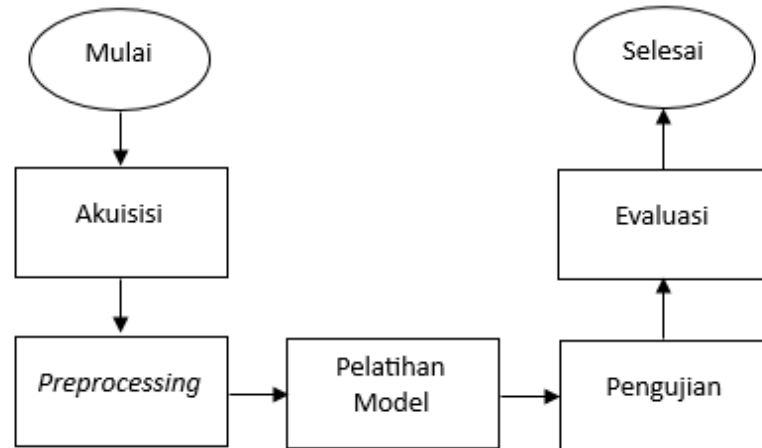 Mulai
Akuisisi
Preprocessing
Pelatihan
Model
Pengujian
Evaluasi
Selesai